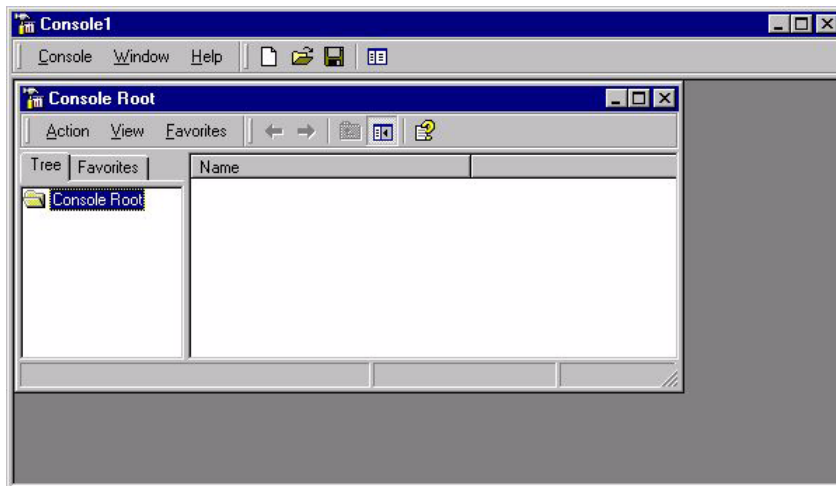 Console1
Console Window Help
Console Root
Action View Favorites
Tree Favorites Name
Console Root